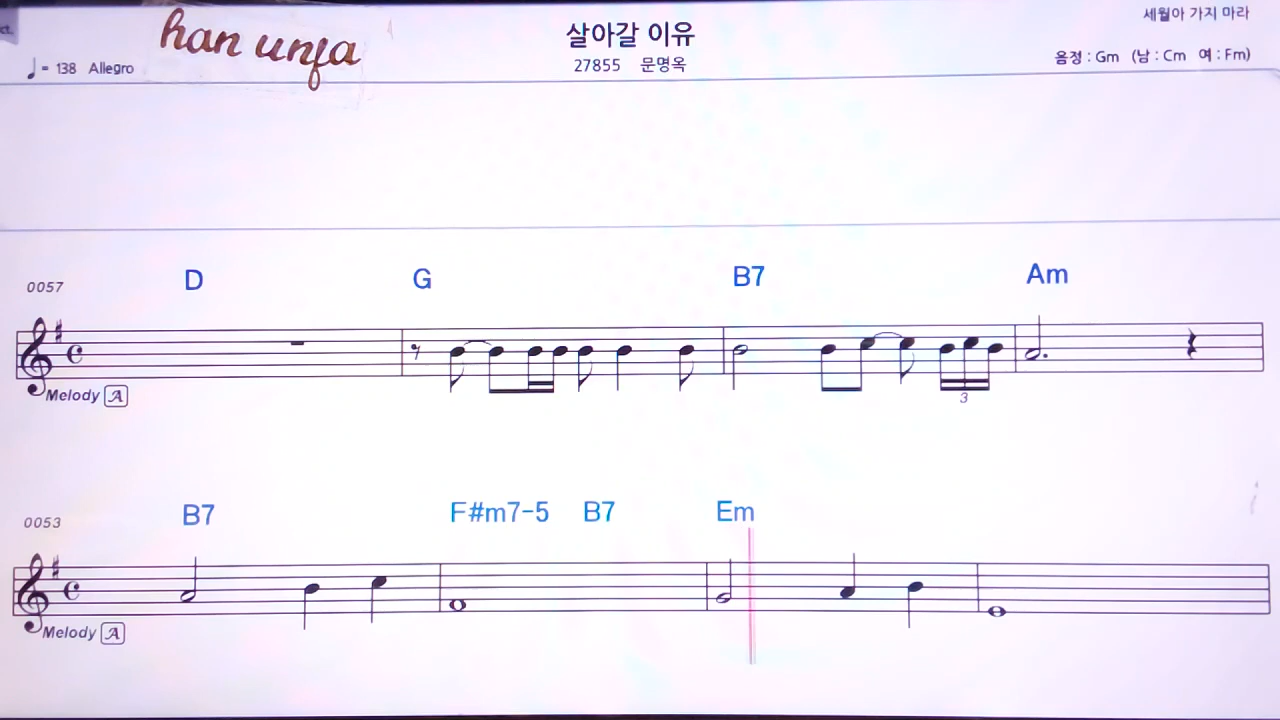 ct.
han unfa
살아갈 이유
세월아 가지 마라
♩= 138 Allegro
27855 문명옥
음정 : Gm (남 : Cm 여 : Fm)
0057 D G B7 Am
Melody A
3
0053 B7 F#m7-5 B7 Em
Melody A